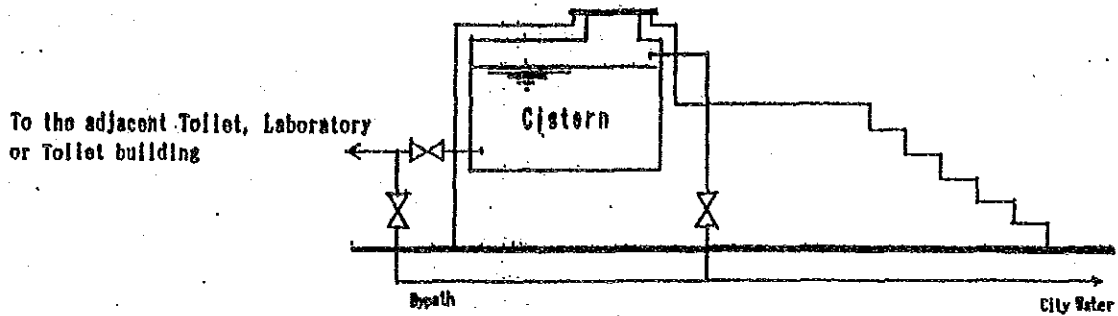 Cistern
To the adjacent Toilet, Laboratory
or Toilet building
Bypath
City Water